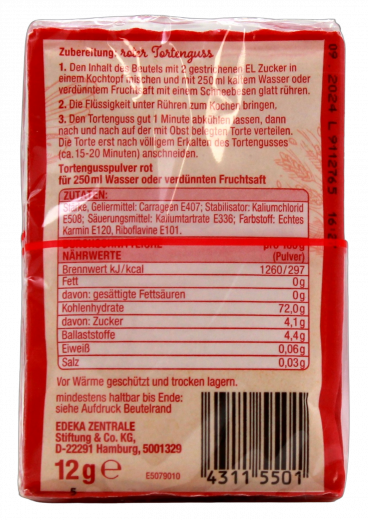 Zubereitung: roter Tortenguss
1. Den Inhalt des Beutels mit 2 gestrichenen EL Zucker in
einem Kochtopf mischen und mit 250 ml kaltem Wasser oder
verdünntem Fruchtsaft mit einem Schneebesen glatt rühren.
2. Die Flüssigkeit unter Rühren zum Kochen bringen.
3. Den Tortenguss gut 1 Minute abkühlen lassen, dann
nach und nach auf der mit Obst belegten Torte verteilen.
Die Torte erst nach völligem Erkalten des Tortengusses
(ca. 15-20 Minuten) anschneiden.
Tortengusspulver rot
für 250 ml Wasser oder verdünnten Fruchtsaft
ZUTATEN:
Stärke, Geliermittel: Carrageen E407; Stabilisator: Kaliumchlorid
E508; Säuerungsmittel: Kaliumtartrate E336; Farbstoff: Echtes
Karmin E120, Riboflavine E101.
DURCHSCHNITTLICHE pro 100 g
NÄHRWERTE (Pulver)
Brennwert kJ/kcal 1260/297
Fett 0g
davon: gesättigte Fettsäuren 0g
Kohlenhydrate 72,0g
davon: Zucker 4,1g
Ballaststoffe 4,4g
Eiweiß 0,06g
Salz 0,03g
Vor Wärme geschützt und trocken lagern.
mindestens haltbar bis Ende:
siehe Aufdruck Beutelrand
EDEKA ZENTRALE
Stiftung & Co. KG,
D-22291 Hamburg, 5001329
12 g e E5079010
4311 5501
5
09 2024 L 9112763